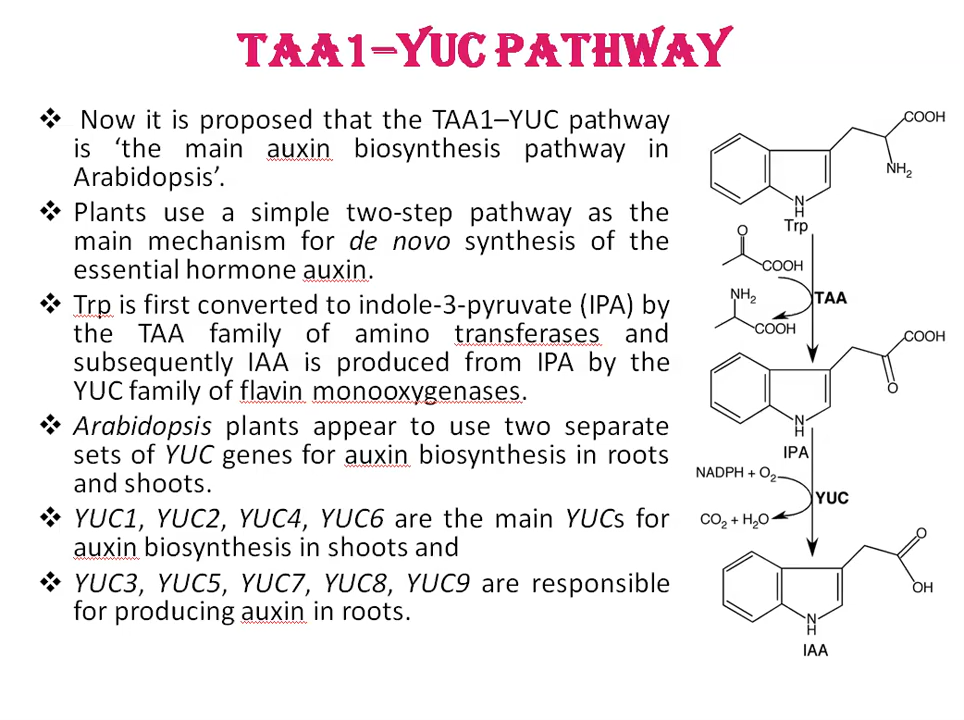 TAA1–YUC PATHWAY
❖ Now it is proposed that the TAA1–YUC pathway
is ‘the main auxin biosynthesis pathway in
Arabidopsis’.
❖ Plants use a simple two-step pathway as the
main mechanism for de novo synthesis of the
essential hormone auxin.
❖ Trp is first converted to indole-3-pyruvate (IPA) by
the TAA family of amino transferases and
subsequently IAA is produced from IPA by the
YUC family of flavin monooxygenases.
❖ Arabidopsis plants appear to use two separate
sets of YUC genes for auxin biosynthesis in roots
and shoots.
❖ YUC1, YUC2, YUC4, YUC6 are the main YUCs for
auxin biosynthesis in shoots and
❖ YUC3, YUC5, YUC7, YUC8, YUC9 are responsible
for producing auxin in roots.
COOH
NH₂
N
H
Trp
O
COOH
NH₂
TAA
COOH
COOH
O
N
H
IPA
NADPH + O₂
YUC
CO₂ + H₂O
O
OH
N
H
IAA